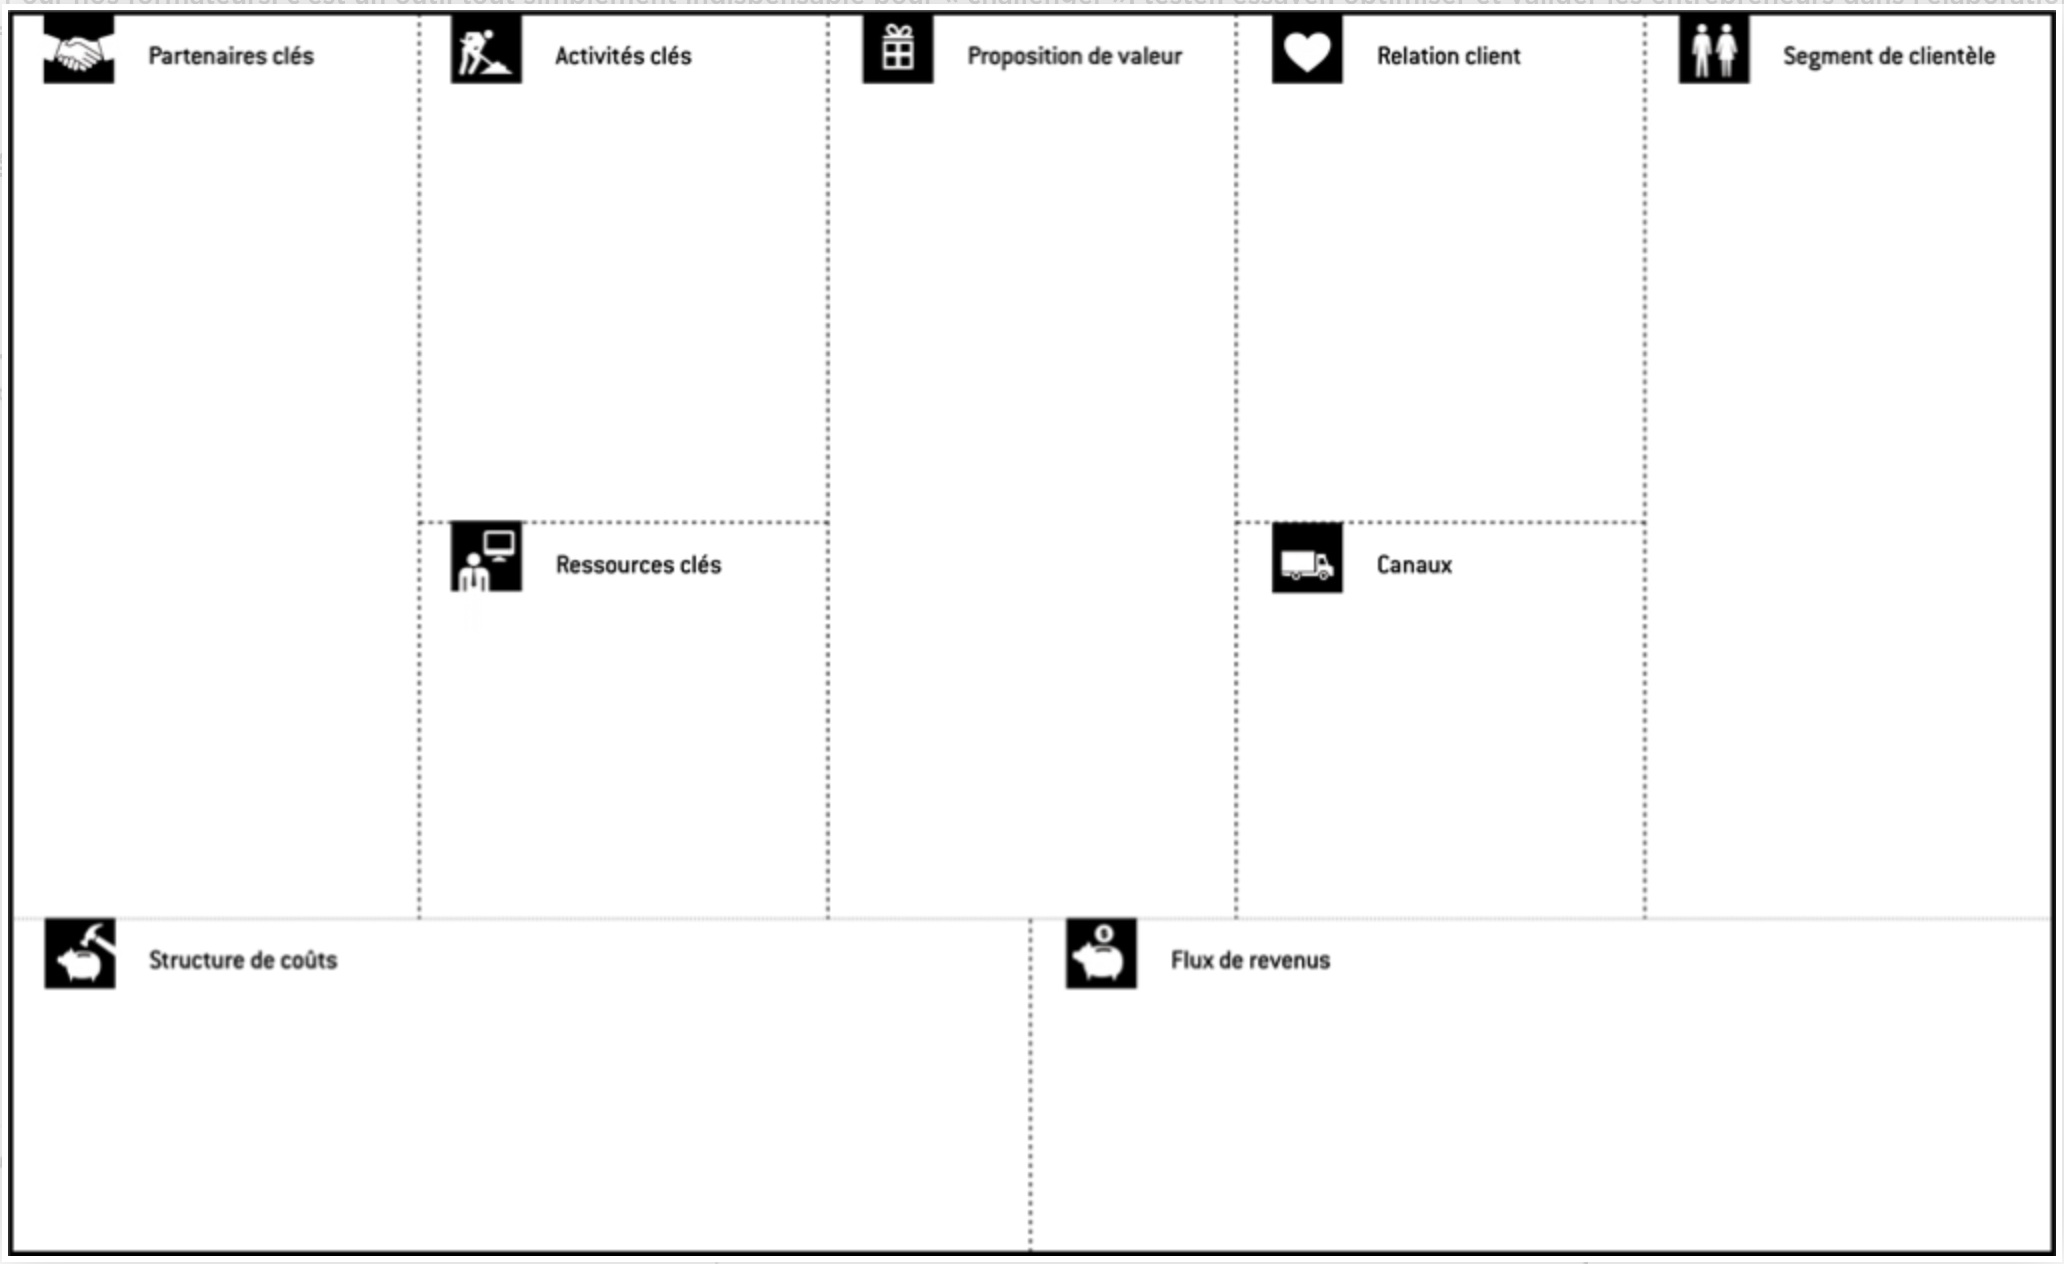 Partenaires clés
Activités clés
Proposition de valeur
Relation client
Segment de clientèle
Ressources clés
Canaux
Structure de coûts
Flux de revenus